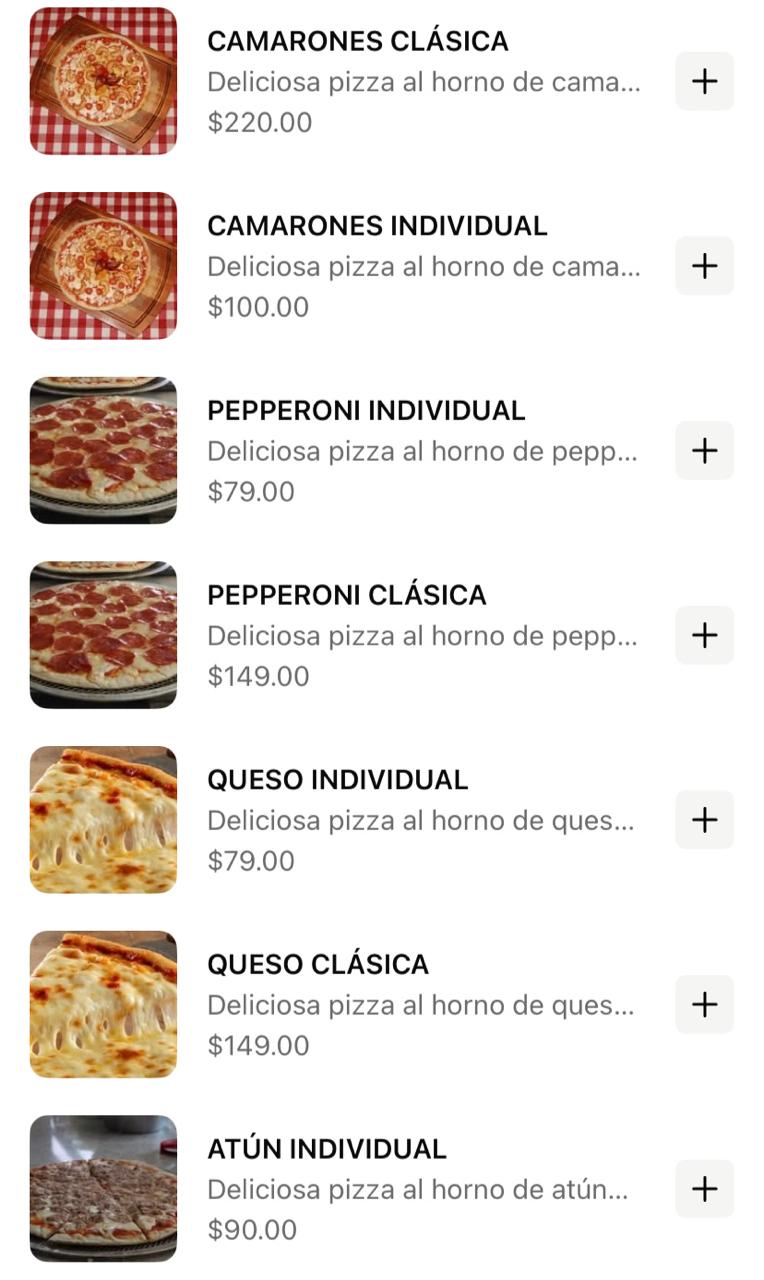 CAMARONES CLÁSICA
Deliciosa pizza al horno de cama...
$220.00
CAMARONES INDIVIDUAL
Deliciosa pizza al horno de cama...
$100.00
PEPPERONI INDIVIDUAL
Deliciosa pizza al horno de pepp...
$79.00
PEPPERONI CLÁSICA
Deliciosa pizza al horno de pepp...
$149.00
QUESO INDIVIDUAL
Deliciosa pizza al horno de ques...
$79.00
QUESO CLÁSICA
Deliciosa pizza al horno de ques...
$149.00
ATÚN INDIVIDUAL
Deliciosa pizza al horno de atún...
$90.00